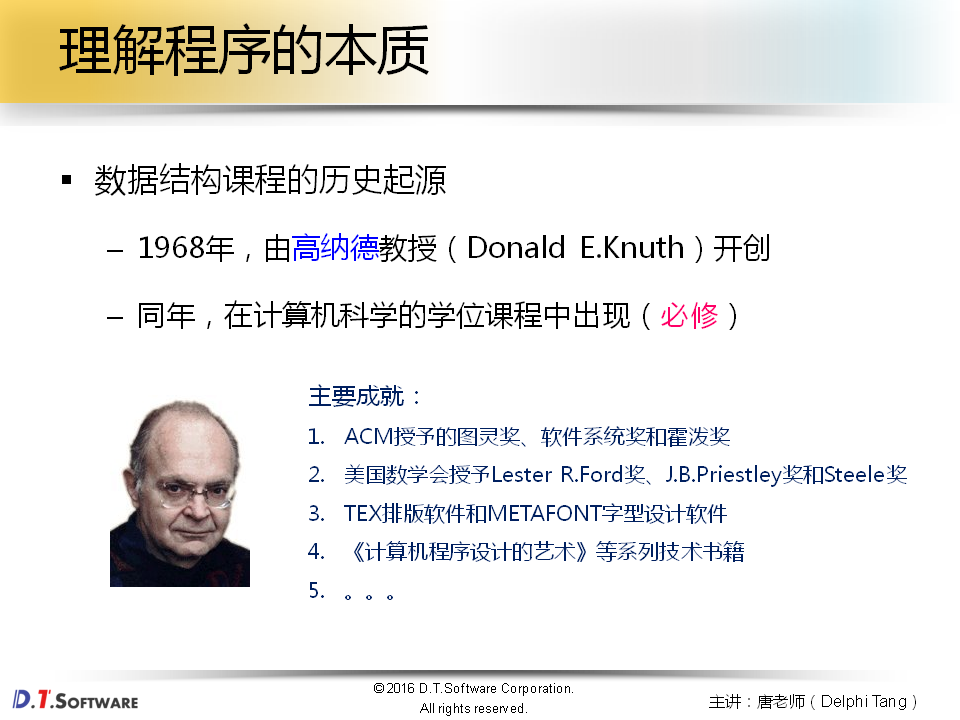 理解程序的本质
▪ 数据结构课程的历史起源
– 1968年，由高纳德教授（Donald E.Knuth）开创
– 同年，在计算机科学的学位课程中出现（必修）
主要成就：
1. ACM授予的图灵奖、软件系统奖和霍泼奖
2. 美国数学会授予Lester R.Ford奖、J.B.Priestley奖和Steele奖
3. TEX排版软件和METAFONT字型设计软件
4. 《计算机程序设计的艺术》等系列技术书籍
5. 。。。
D.T.SOFTWARE
©2016 D.T.Software Corporation.
All rights reserved.
主讲：唐老师（Delphi Tang）